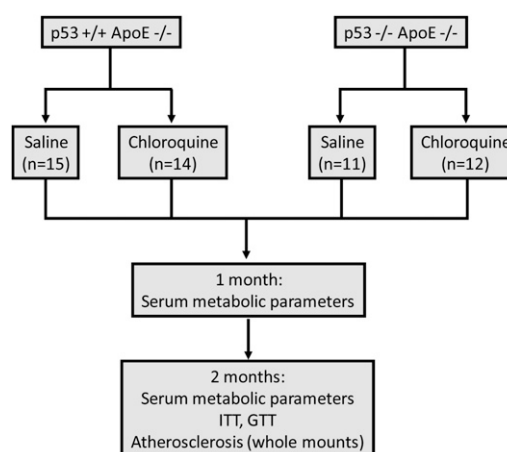 p53 +/+ ApoE -/-
p53 -/- ApoE -/-
Saline
(n=15)
Chloroquine
(n=14)
Saline
(n=11)
Chloroquine
(n=12)
1 month:
Serum metabolic parameters
2 months:
Serum metabolic parameters
ITT, GTT
Atherosclerosis (whole mounts)